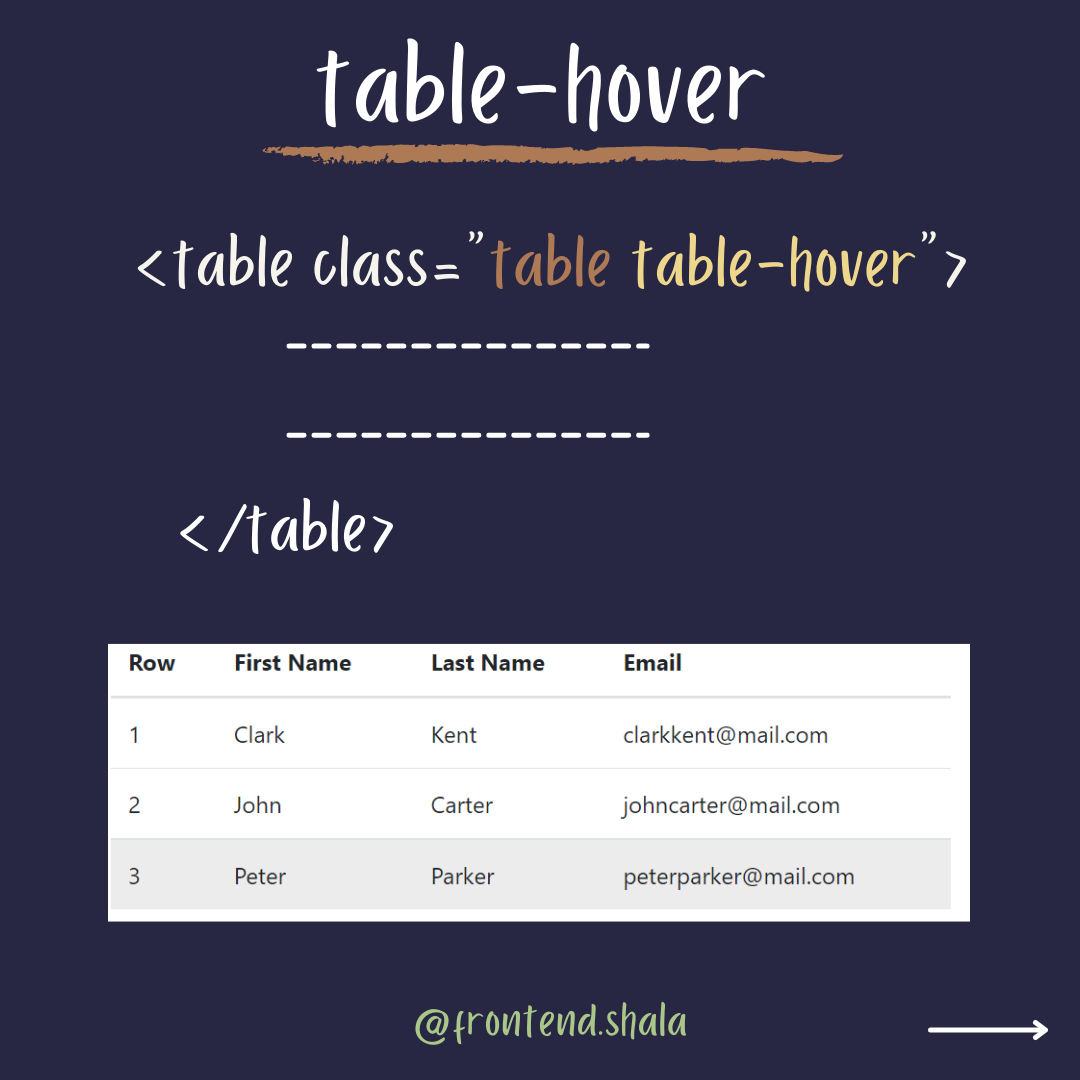 table-hover
<table class="table table-hover">
----------------
----------------
</table>
Row First Name Last Name Email
1 Clark Kent clarkkent@mail.com
2 John Carter johncarter@mail.com
3 Peter Parker peterparker@mail.com
@frontend.shala